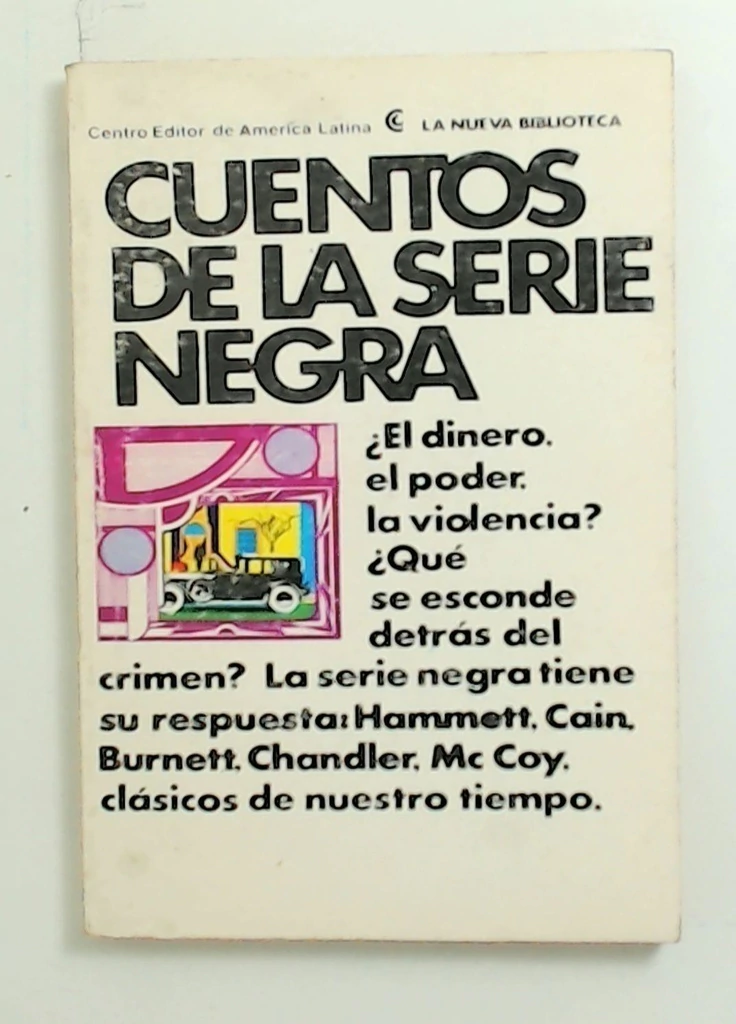 Centro Editor de America Latina LA NUEVA BIBLIOTECA
CUENTOS
DE LA SERIE
NEGRA
¿El dinero,
el poder,
la violencia?
¿Qué
se esconde
detrás del
crimen? La serie negra tiene
su respuesta: Hammett, Cain,
Burnett, Chandler, Mc Coy,
clásicos de nuestro tiempo.